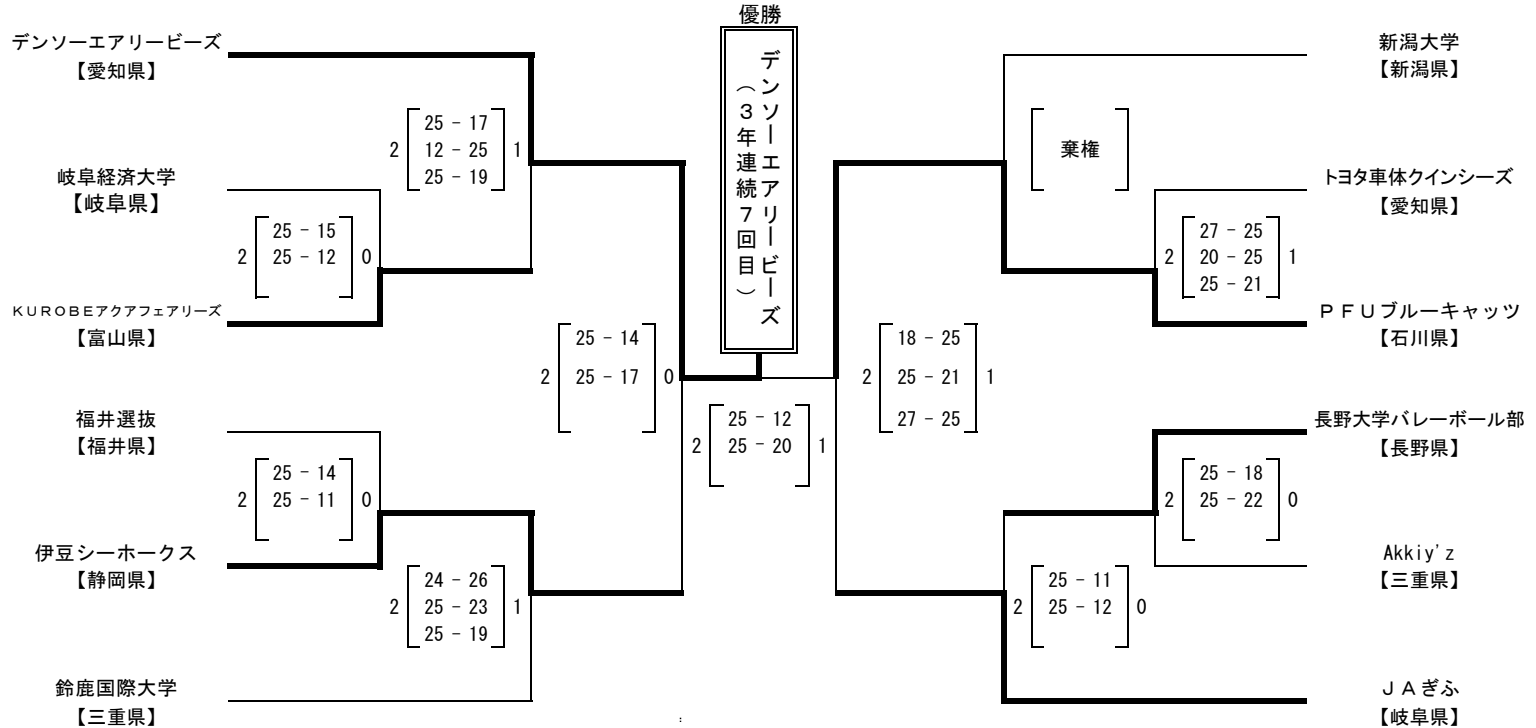 優勝
デンソーエアリービーズ
（３年連続７回目）
デンソーエアリービーズ
【愛知県】
2 25 - 17 1
12 - 25
25 - 19
岐阜経済大学
【岐阜県】
2 25 - 15 0
25 - 12
ＫＵＲＯＢＥアクアフェアリーズ
【富山県】
2 25 - 14 0
25 - 17
福井選抜
【福井県】
2 25 - 14 0
25 - 11
伊豆シーホークス
【静岡県】
2 24 - 26 1
25 - 23
25 - 19
鈴鹿国際大学
【三重県】
2 25 - 12 1
25 - 20
新潟大学
【新潟県】
棄権
トヨタ車体クインシーズ
【愛知県】
2 27 - 25 1
20 - 25
25 - 21
ＰＦＵブルーキャッツ
【石川県】
2 18 - 25 1
25 - 21
27 - 25
長野大学バレーボール部
【長野県】
2 25 - 18 0
25 - 22
Akkiy'z
【三重県】
2 25 - 11 0
25 - 12
ＪＡぎふ
【岐阜県】